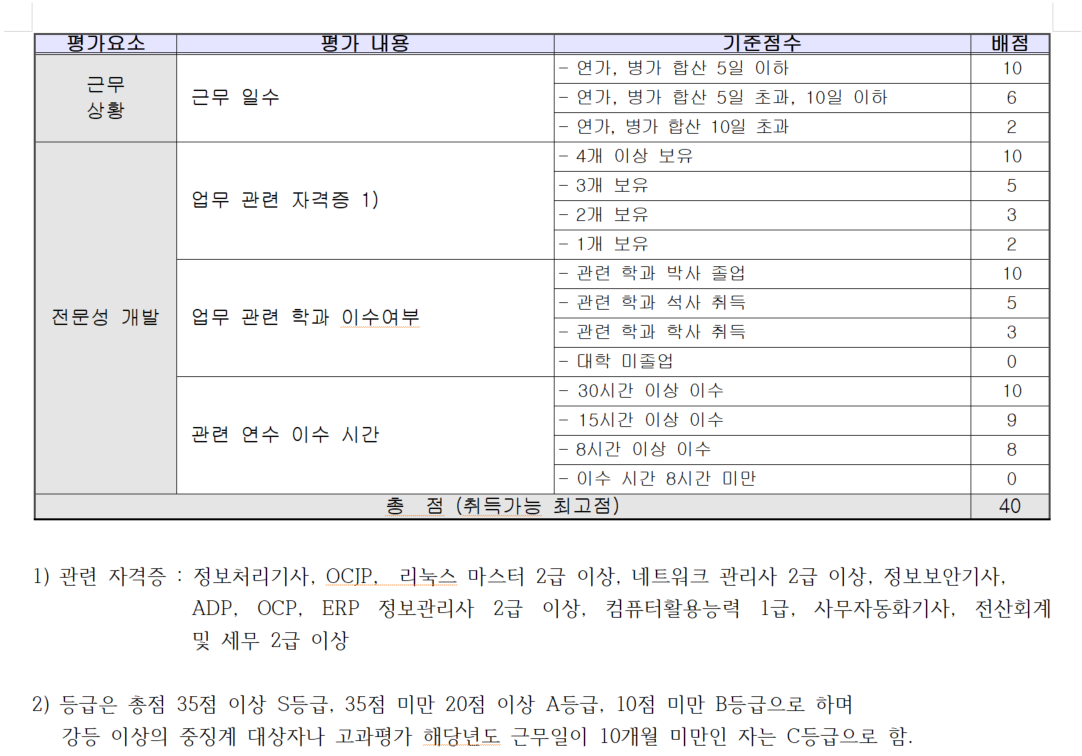 평가요소 평가 내용 기준점수 배점
근무 상황 근무 일수 - 연가, 병가 합산 5일 이하 10
- 연가, 병가 합산 5일 초과, 10일 이하 6
- 연가, 병가 합산 10일 초과 2
전문성 개발 업무 관련 자격증 1) - 4개 이상 보유 10
- 3개 보유 5
- 2개 보유 3
- 1개 보유 2
업무 관련 학과 이수여부 - 관련 학과 박사 졸업 10
- 관련 학과 석사 취득 5
- 관련 학과 학사 취득 3
- 대학 미졸업 0
관련 연수 이수 시간 - 30시간 이상 이수 10
- 15시간 이상 이수 9
- 8시간 이상 이수 8
- 이수 시간 8시간 미만 0
총 점 (취득가능 최고점) 40
1) 관련 자격증 : 정보처리기사, OCJP, 리눅스 마스터 2급 이상, 네트워크 관리사 2급 이상, 정보보안기사,
ADP, OCP, ERP 정보관리사 2급 이상, 컴퓨터활용능력 1급, 사무자동화기사, 전산회계
및 세무 2급 이상
2) 등급은 총점 35점 이상 S등급, 35점 미만 20점 이상 A등급, 10점 미만 B등급으로 하며
강등 이상의 중징계 대상자나 고과평가 해당년도 근무일이 10개월 미만인 자는 C등급으로 함.